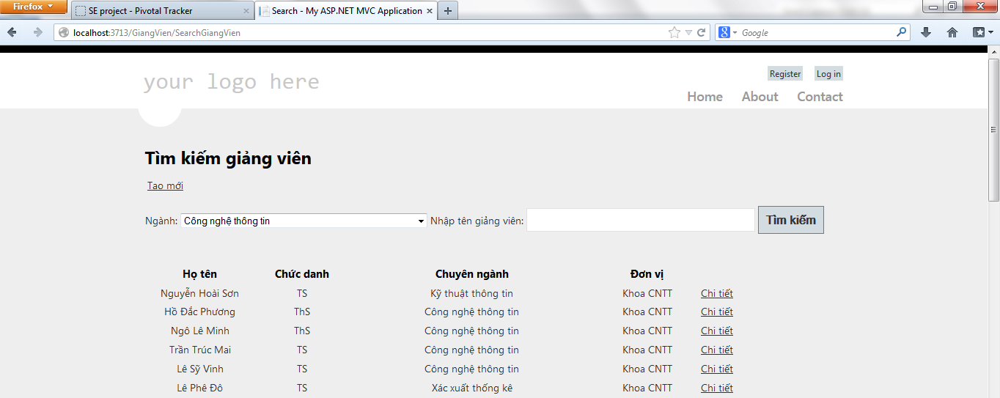 Firefox
SE project - Pivotal Tracker
Search - My ASP.NET MVC Application
localhost:3713/GiangVien/SearchGiangVien
Google
your logo here
Register Log in
Home About Contact
Tìm kiếm giảng viên
Tao mới
Ngành: Công nghệ thông tin Nhập tên giảng viên: Tìm kiếm
Họ tên Chức danh Chuyên ngành Đơn vị
Nguyễn Hoài Sơn TS Kỹ thuật thông tin Khoa CNTT Chi tiết
Hồ Đắc Phương ThS Công nghệ thông tin Khoa CNTT Chi tiết
Ngô Lê Minh ThS Công nghệ thông tin Khoa CNTT Chi tiết
Trần Trúc Mai TS Công nghệ thông tin Khoa CNTT Chi tiết
Lê Sỹ Vinh TS Công nghệ thông tin Khoa CNTT Chi tiết
Lê Phê Đô TS Xác xuất thống kê Khoa CNTT Chi tiết